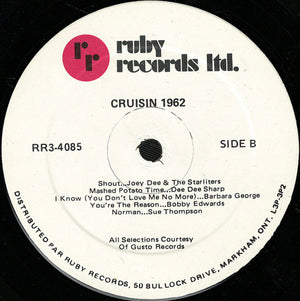 r r
ruby
records ltd.
CRUISIN 1962
RR3-4085
SIDE B
Shout...Joey Dee & The Starliters
Mashed Potato Time...Dee Dee Sharp
I Know (You Don't Love Me No More)...Barbara George
You're The Reason...Bobby Edwards
Norman...Sue Thompson
All Selections Courtesy
Of Gusto Records
DISTRIBUTED PAR RUBY RECORDS, 50 BULLOCK DRIVE, MARKHAM, ONT. L3P-3P2